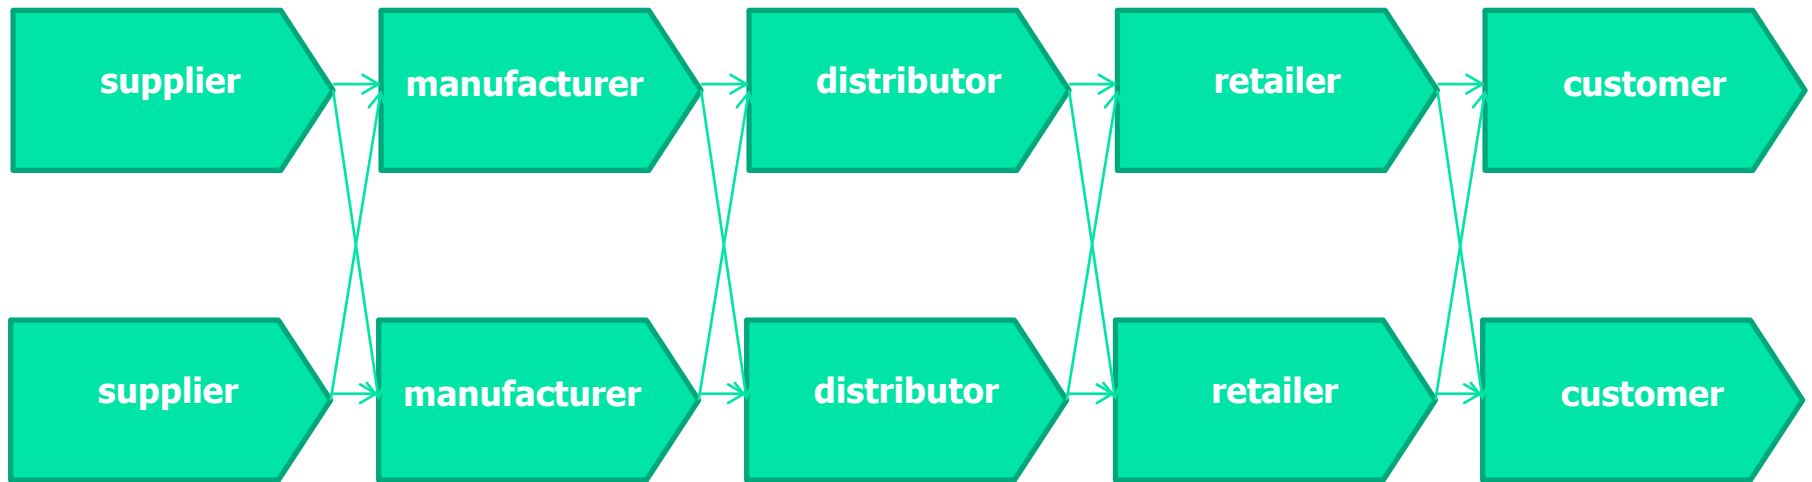 supplier
manufacturer
distributor
retailer
customer
supplier
manufacturer
distributor
retailer
customer